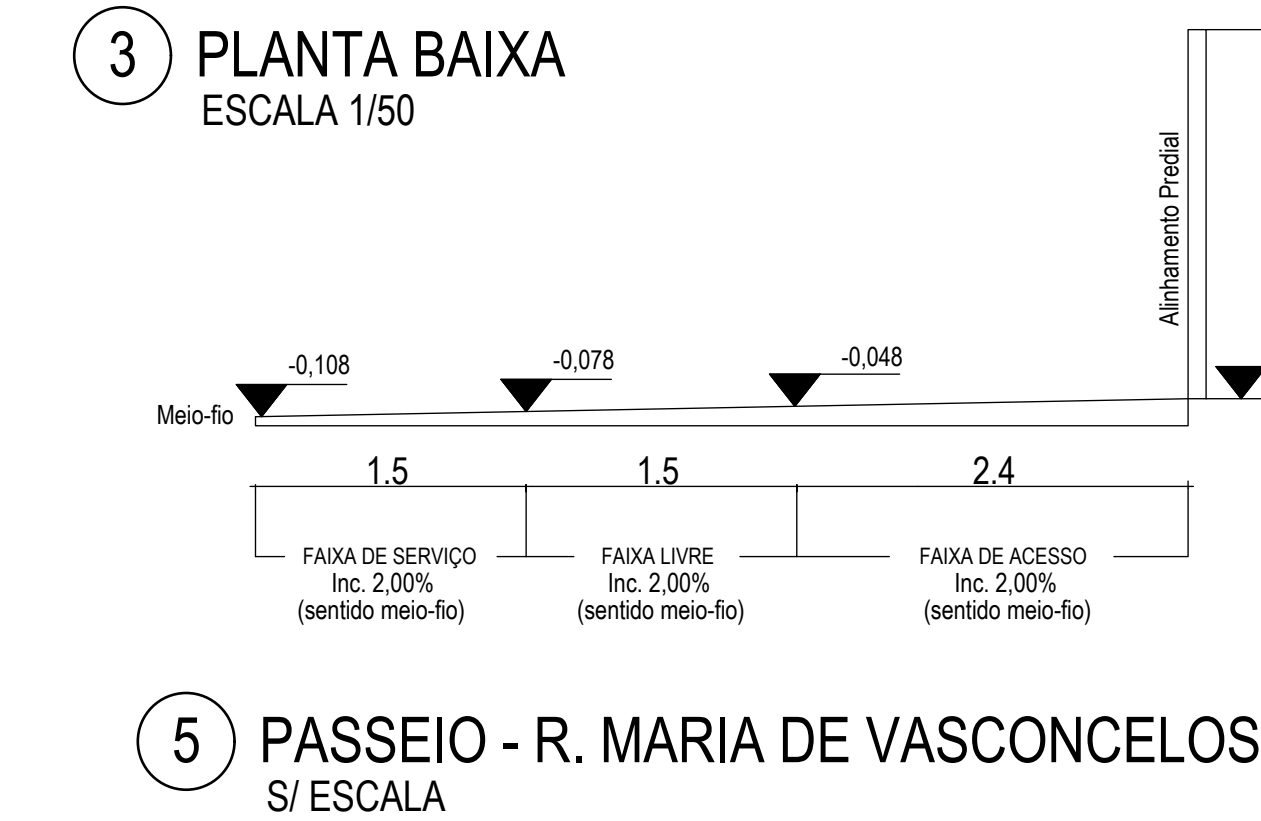 3
PLANTA BAIXA
ESCALA 1/50
Alinhamento Predial
-0,108
-0,078
-0,048
Meio-fio
1.5
1.5
2.4
FAIXA DE SERVIÇO
Inc. 2,00%
(sentido meio-fio)
FAIXA LIVRE
Inc. 2,00%
(sentido meio-fio)
FAIXA DE ACESSO
Inc. 2,00%
(sentido meio-fio)
5
PASSEIO - R. MARIA DE VASCONCELOS
S/ ESCALA